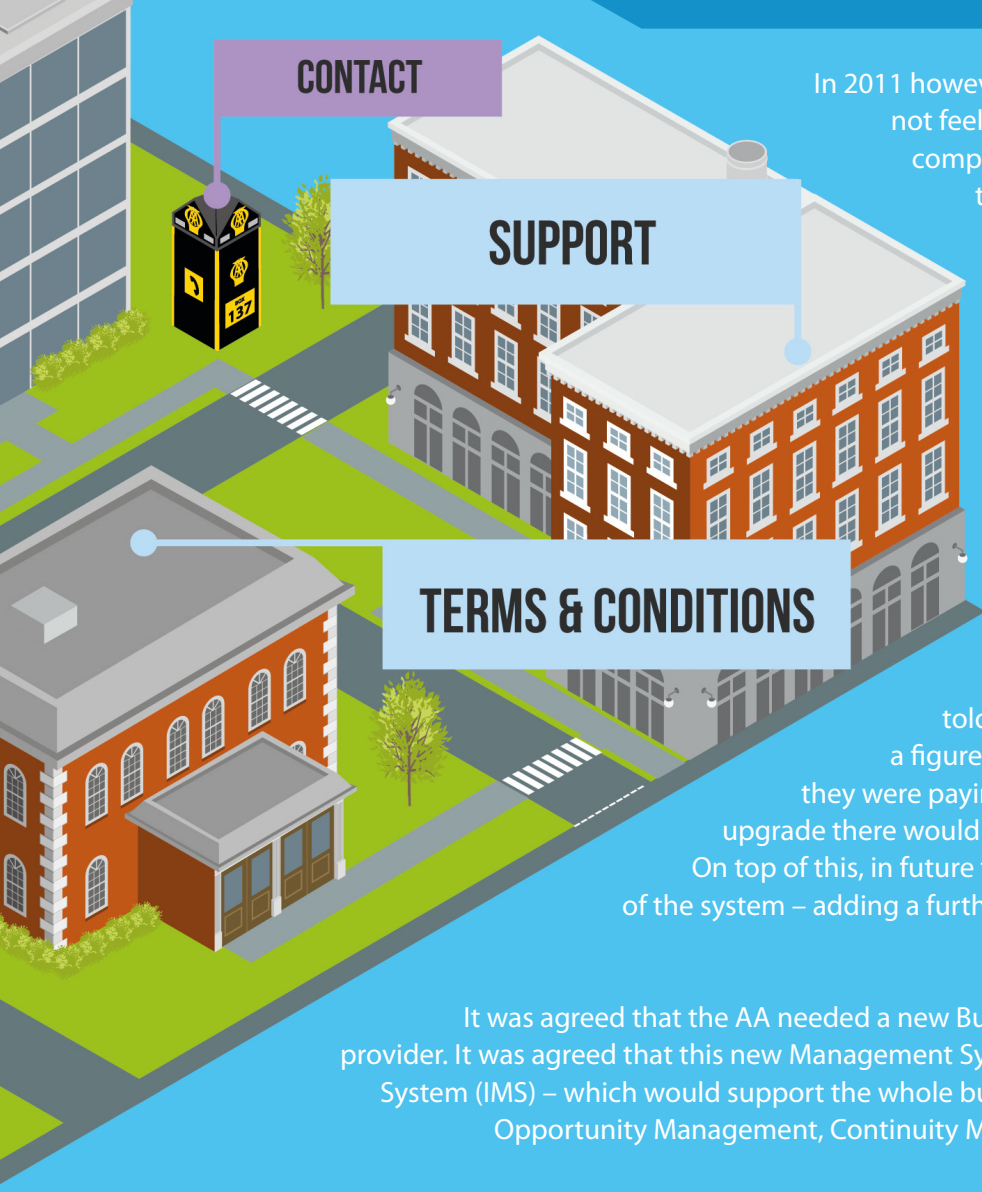 CONTACT
In 2011 howev
not feel
comp
t
SUPPORT
AA
BOX
137
TERMS & CONDITIONS
told
a figure
they were payin
upgrade there would
On top of this, in future
of the system – adding a furth
It was agreed that the AA needed a new Bu
provider. It was agreed that this new Management Sy
System (IMS) – which would support the whole bu
Opportunity Management, Continuity M